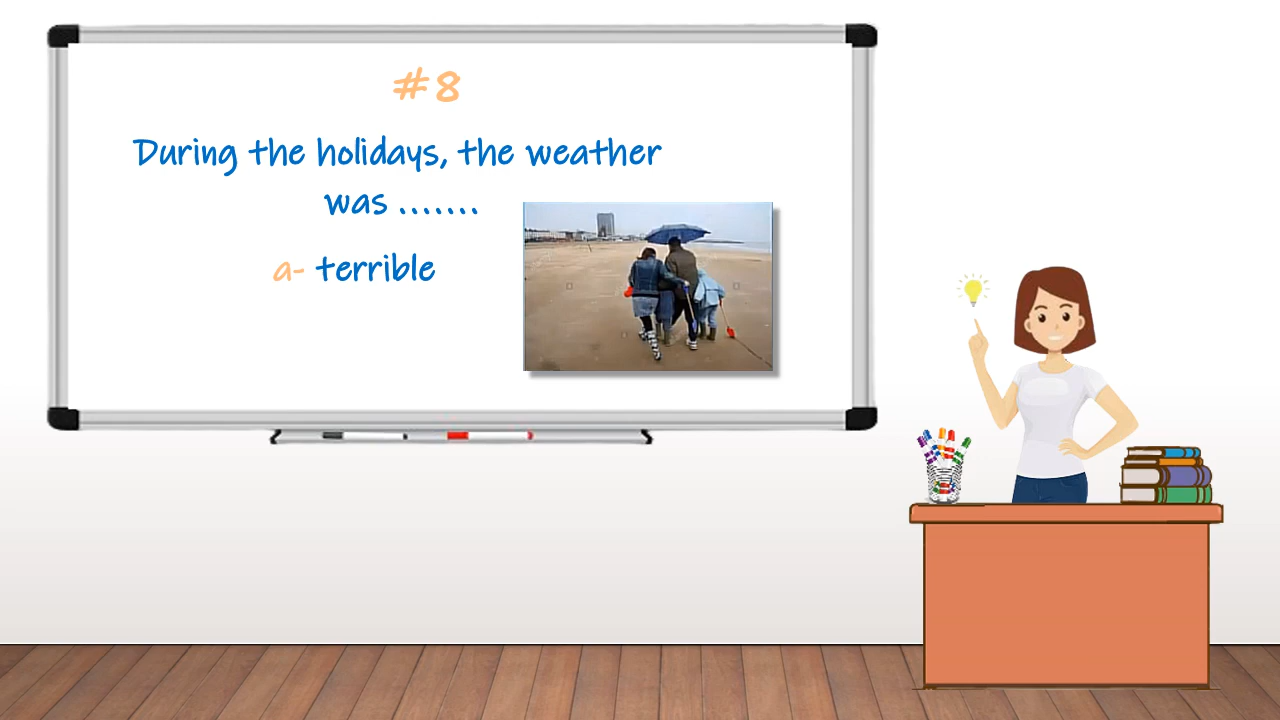 #8
During the holidays, the weather
was .......
a- terrible